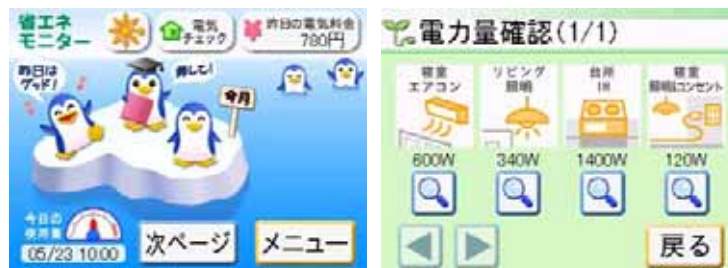 省エネ
モニター
電気
チェック
昨日の電気料金
780円
昨日は
グッド!
押してね!
今月
今日の
使用量
05/23 10:00
次ページ
メニュー
電力量確認(1/1)
寝室
エアコン
リビング
照明
台所
IH
寝室
照明&コンセント
600W
340W
1400W
120W
戻る